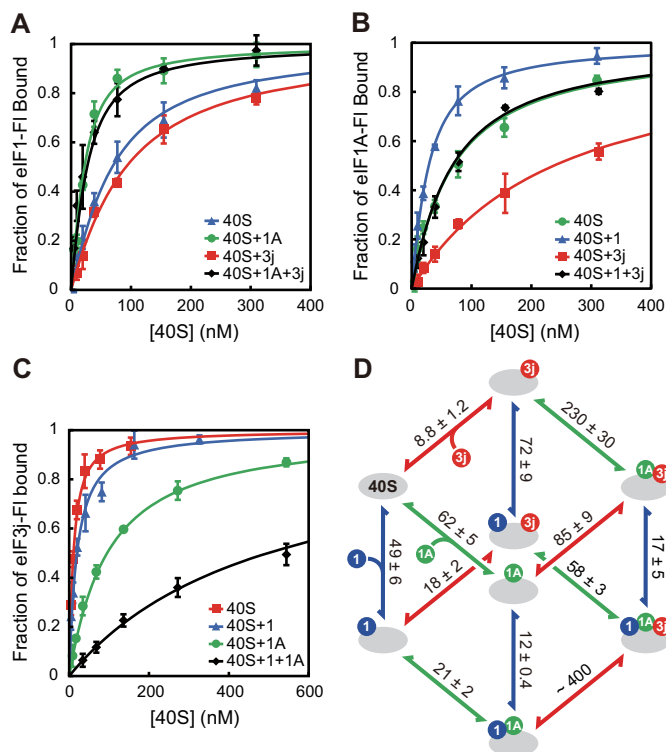 A
Fraction of eIF1-Fl Bound
1
0.8
0.6
0.4
0.2
0
40S
40S+1A
40S+3j
40S+1A+3j
0 100 200 300 400
[40S] (nM)
B
Fraction of eIF1A-Fl Bound
1
0.8
0.6
0.4
0.2
0
40S
40S+1
40S+3j
40S+1+3j
0 100 200 300 400
[40S] (nM)
C
Fraction of eIF3j-Fl bound
1
0.8
0.6
0.4
0.2
0
40S
40S+1
40S+1A
40S+1+1A
0 200 400 600
[40S] (nM)
D
3j
8.8 ± 1.2
3j
72 ± 9
230 ± 30
40S
1A 3j
1 3j
62 ± 5
1A
85 ± 9
1
49 ± 6
18 ± 2
1A
58 ± 3
17 ± 5
1
12 ± 0.4
1 1A 3j
21 ± 2
~ 400
1 1A